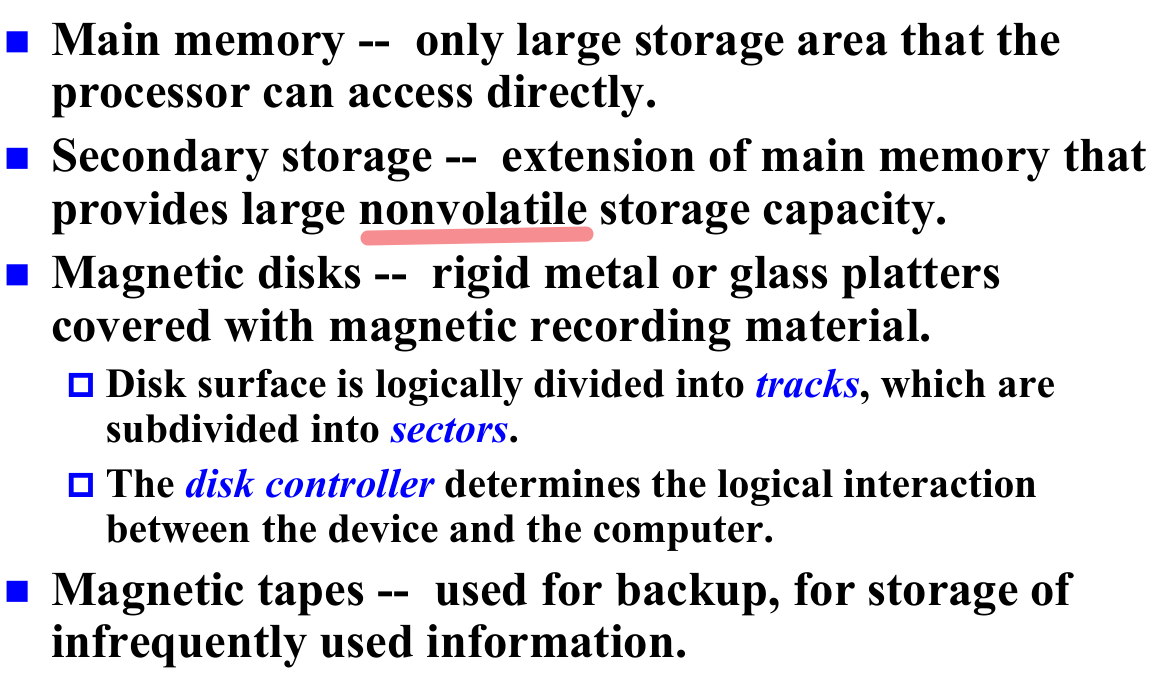 Main memory -- only large storage area that the
processor can access directly.
Secondary storage -- extension of main memory that
provides large nonvolatile storage capacity.
Magnetic disks -- rigid metal or glass platters
covered with magnetic recording material.
Disk surface is logically divided into tracks, which are
subdivided into sectors.
The disk controller determines the logical interaction
between the device and the computer.
Magnetic tapes -- used for backup, for storage of
infrequently used information.